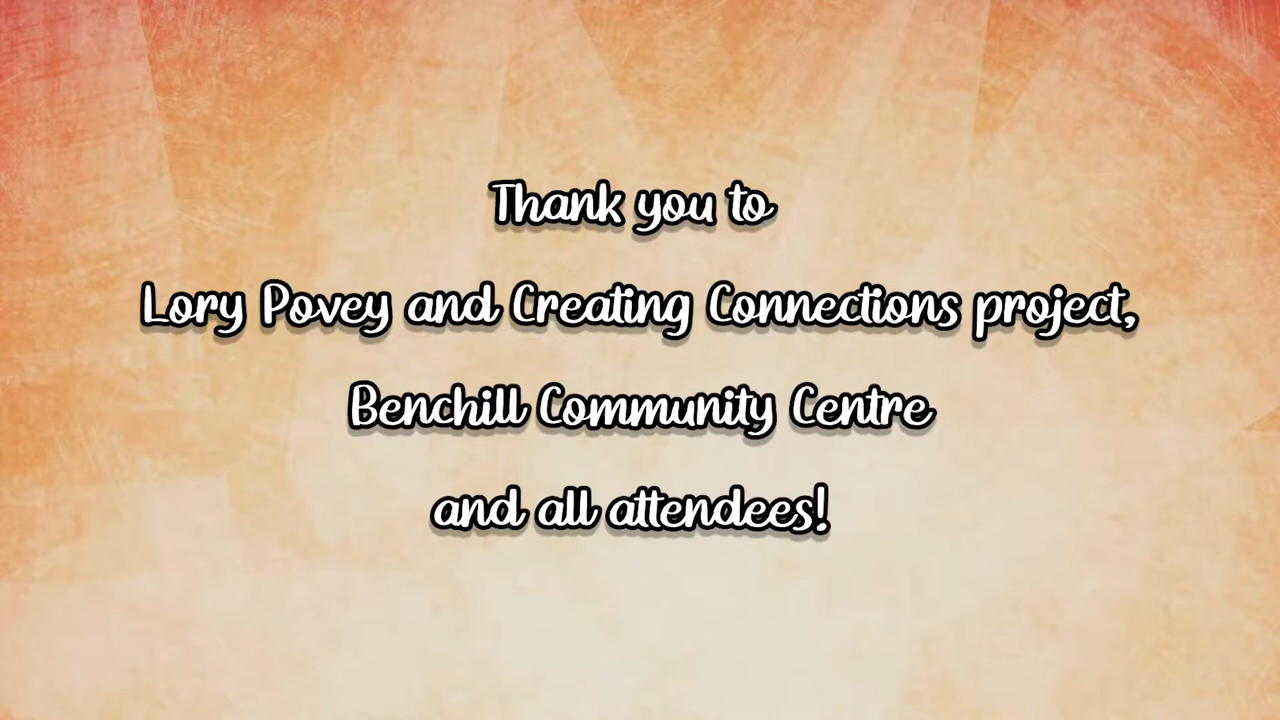 Thank you to
Lory Povey and Creating Connections project,
Benchill Community Centre
and all attendees!